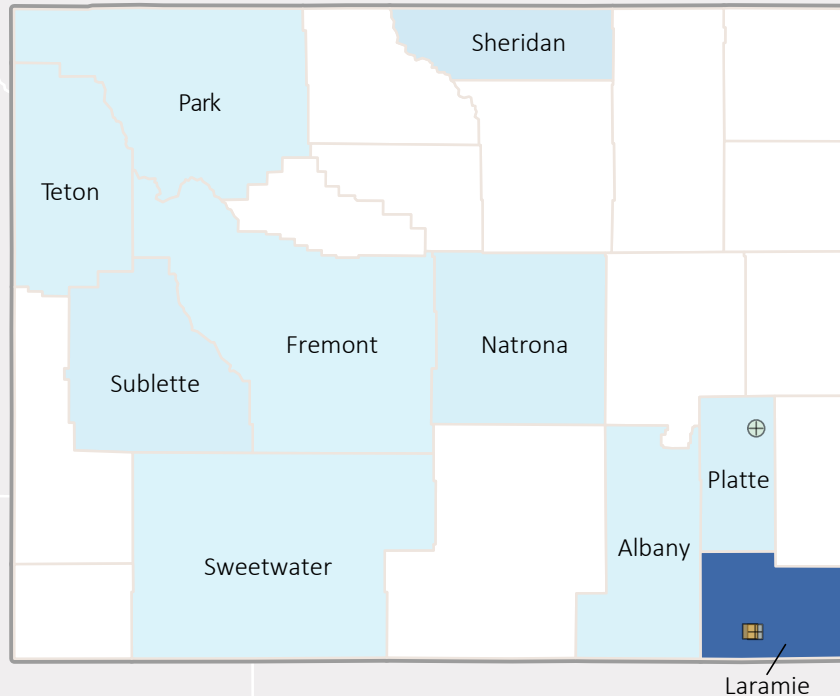 Sheridan
Park
Teton
Fremont
Natrona
Sublette
Platte
Albany
Sweetwater
Laramie